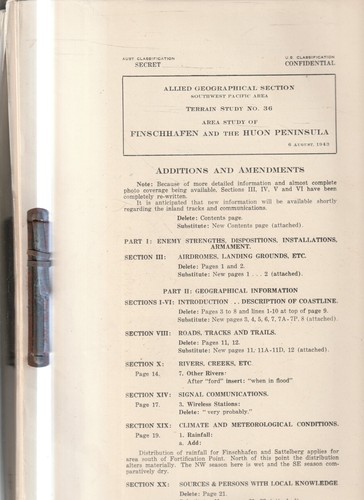 AUST CLASSIFICATION
SECRET
U.S. CLASSIFICATION
CONFIDENTIAL
ALLIED GEOGRAPHICAL SECTION
SOUTHWEST PACIFIC AREA
TERRAIN STUDY NO. 36
AREA STUDY OF
FINSCHHAFEN AND THE HUON PENINSULA
6 AUGUST 1943
ADDITIONS AND AMENDMENTS
Note: Because of more detailed information and almost complete
photo coverage being available, Sections III, IV, V and VI have been
completely re-written.
It is anticipated that new information will be available shortly
regarding the inland tracks and communications.
Delete: Contents page.
Substitute: New Contents page (attached).
PART I: ENEMY STRENGTHS, DISPOSITIONS, INSTALLATIONS,
ARMAMENT.
SECTION III: AIRDROMES, LANDING GROUNDS, ETC.
Delete: Pages 1 and 2.
Substitute: New pages 1 . . . 2 (attached).
PART II: GEOGRAPHICAL INFORMATION
SECTIONS I-VI: INTRODUCTION . . DESCRIPTION OF COASTLINE.
Delete: Pages 3 to 8 and lines 1-10 at top of page 9.
Substitute: New pages 3, 4, 5, 6, 7, 7A-7P, 8 (attached).
SECTION VIII: ROADS, TRACKS AND TRAILS.
Delete: Pages 11, 12.
Substitute: New pages 11, 11A-11D, 12 (attached).
SECTION X: RIVERS, CREEKS, ETC.
Page 14. 7. Other Rivers·
After "ford" insert: "when in flood"
SECTION XIV: SIGNAL COMMUNICATIONS.
Page 17. 5. Wireless Stations:
Delete: "very probably."
SECTION XIX: CLIMATE AND METEOROLOGICAL CONDITIONS.
Page 19. 1. Rainfall:
a. Add:
Distribution of rainfall for Finschhafen and Sattelberg applies for
area south of Fortification Point. North of this point the distribution
alters materially. The NW season here is wet and the SE season com-
paratively dry.
SECTION XX: SOURCES & PERSONS WITH LOCAL KNOWLEDGE
Delete: Page 21.